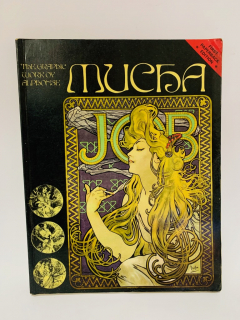 THE GRAPHIC
WORK OF
ALPHONSE
MUCHA
JOB